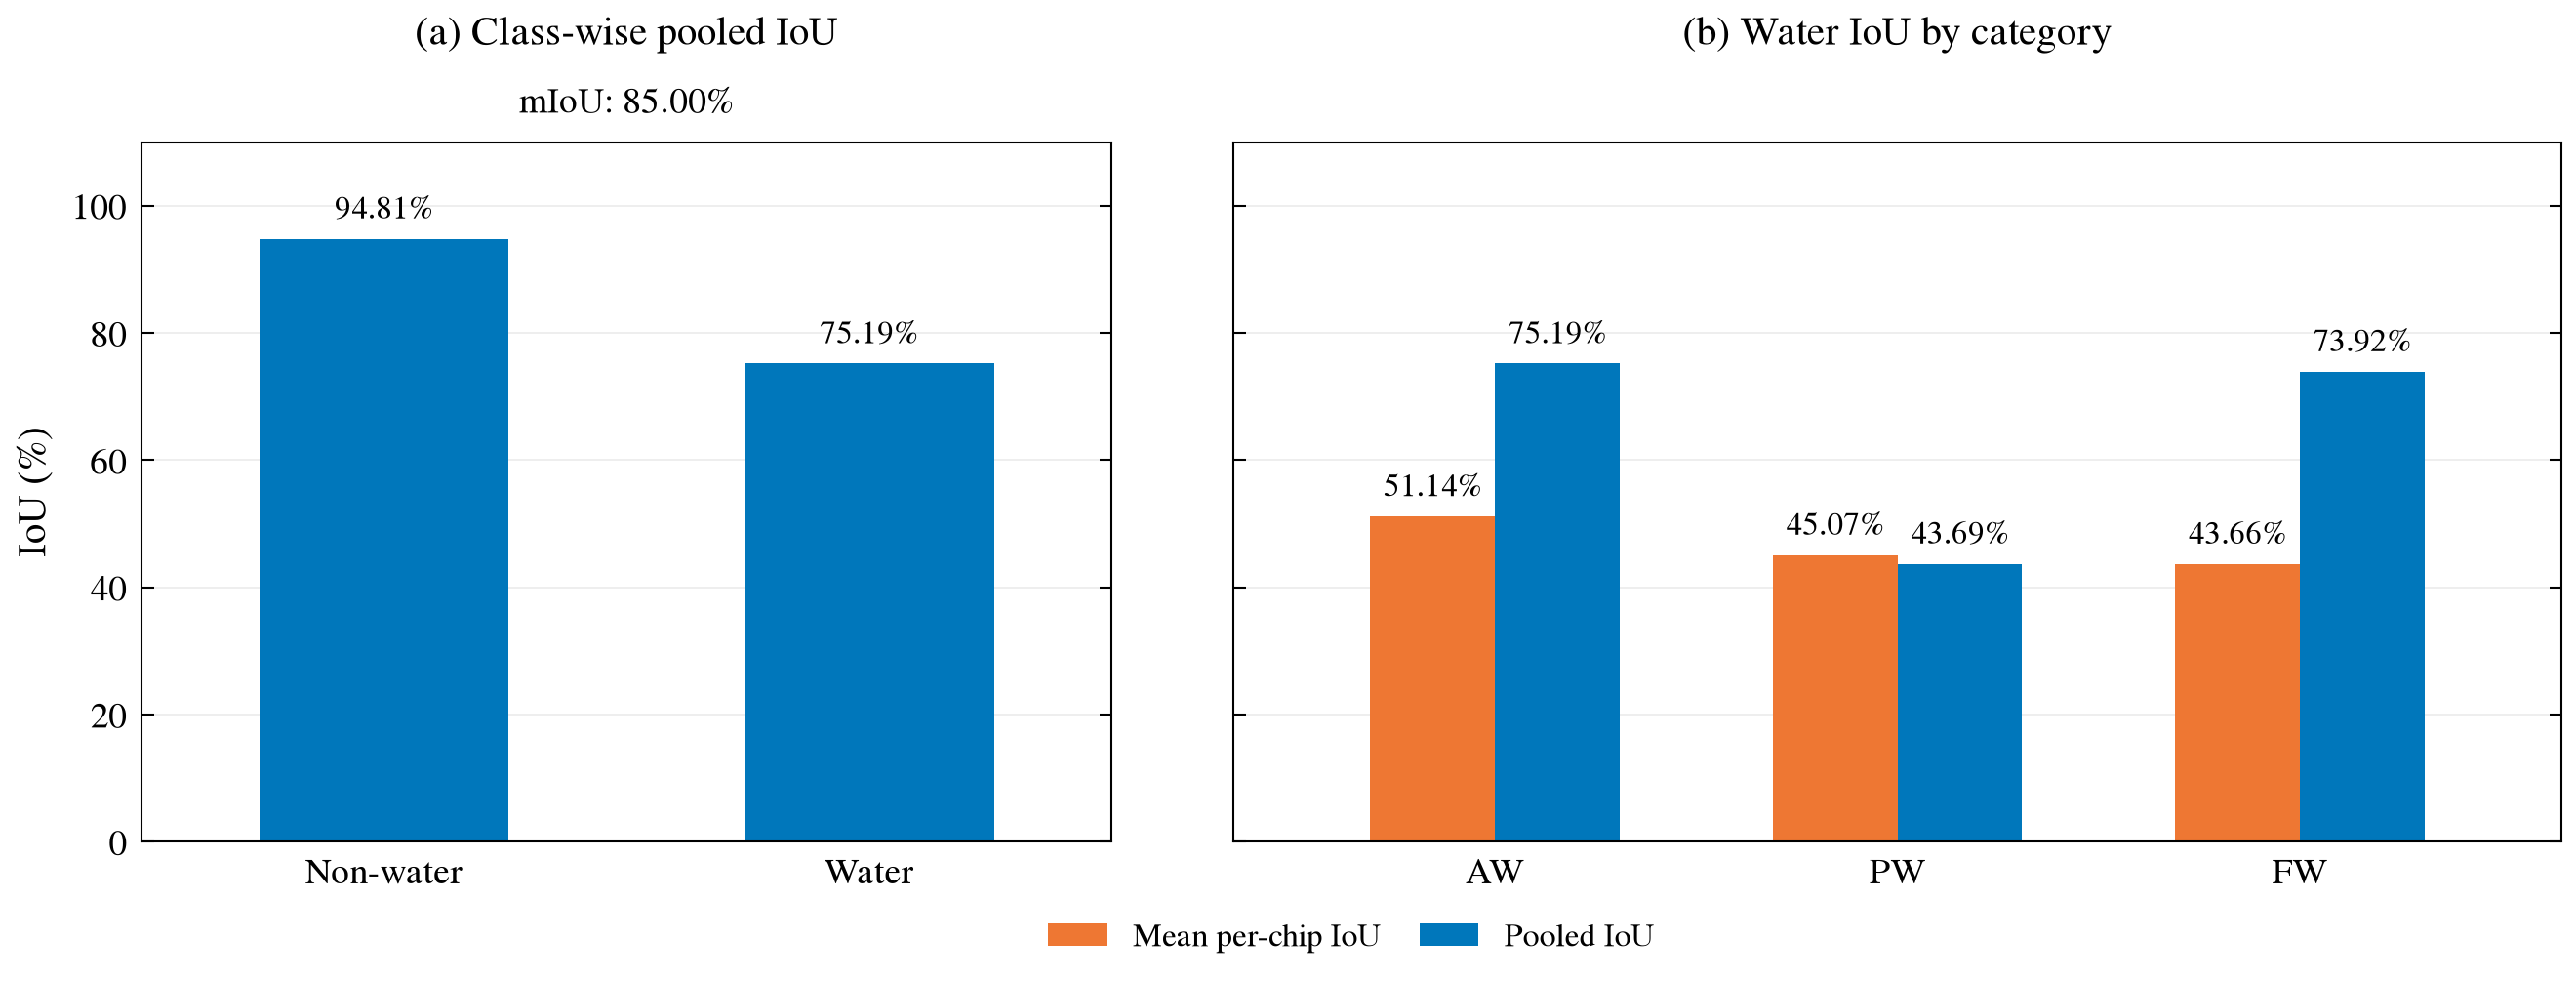 (a) Class-wise pooled IoU
mIoU: 85.00%
IoU (%)
100
80
60
40
20
0
94.81%
75.19%
Non-water
Water
(b) Water IoU by category
51.14%
75.19%
45.07%
43.69%
43.66%
73.92%
AW
PW
FW
Mean per-chip IoU
Pooled IoU